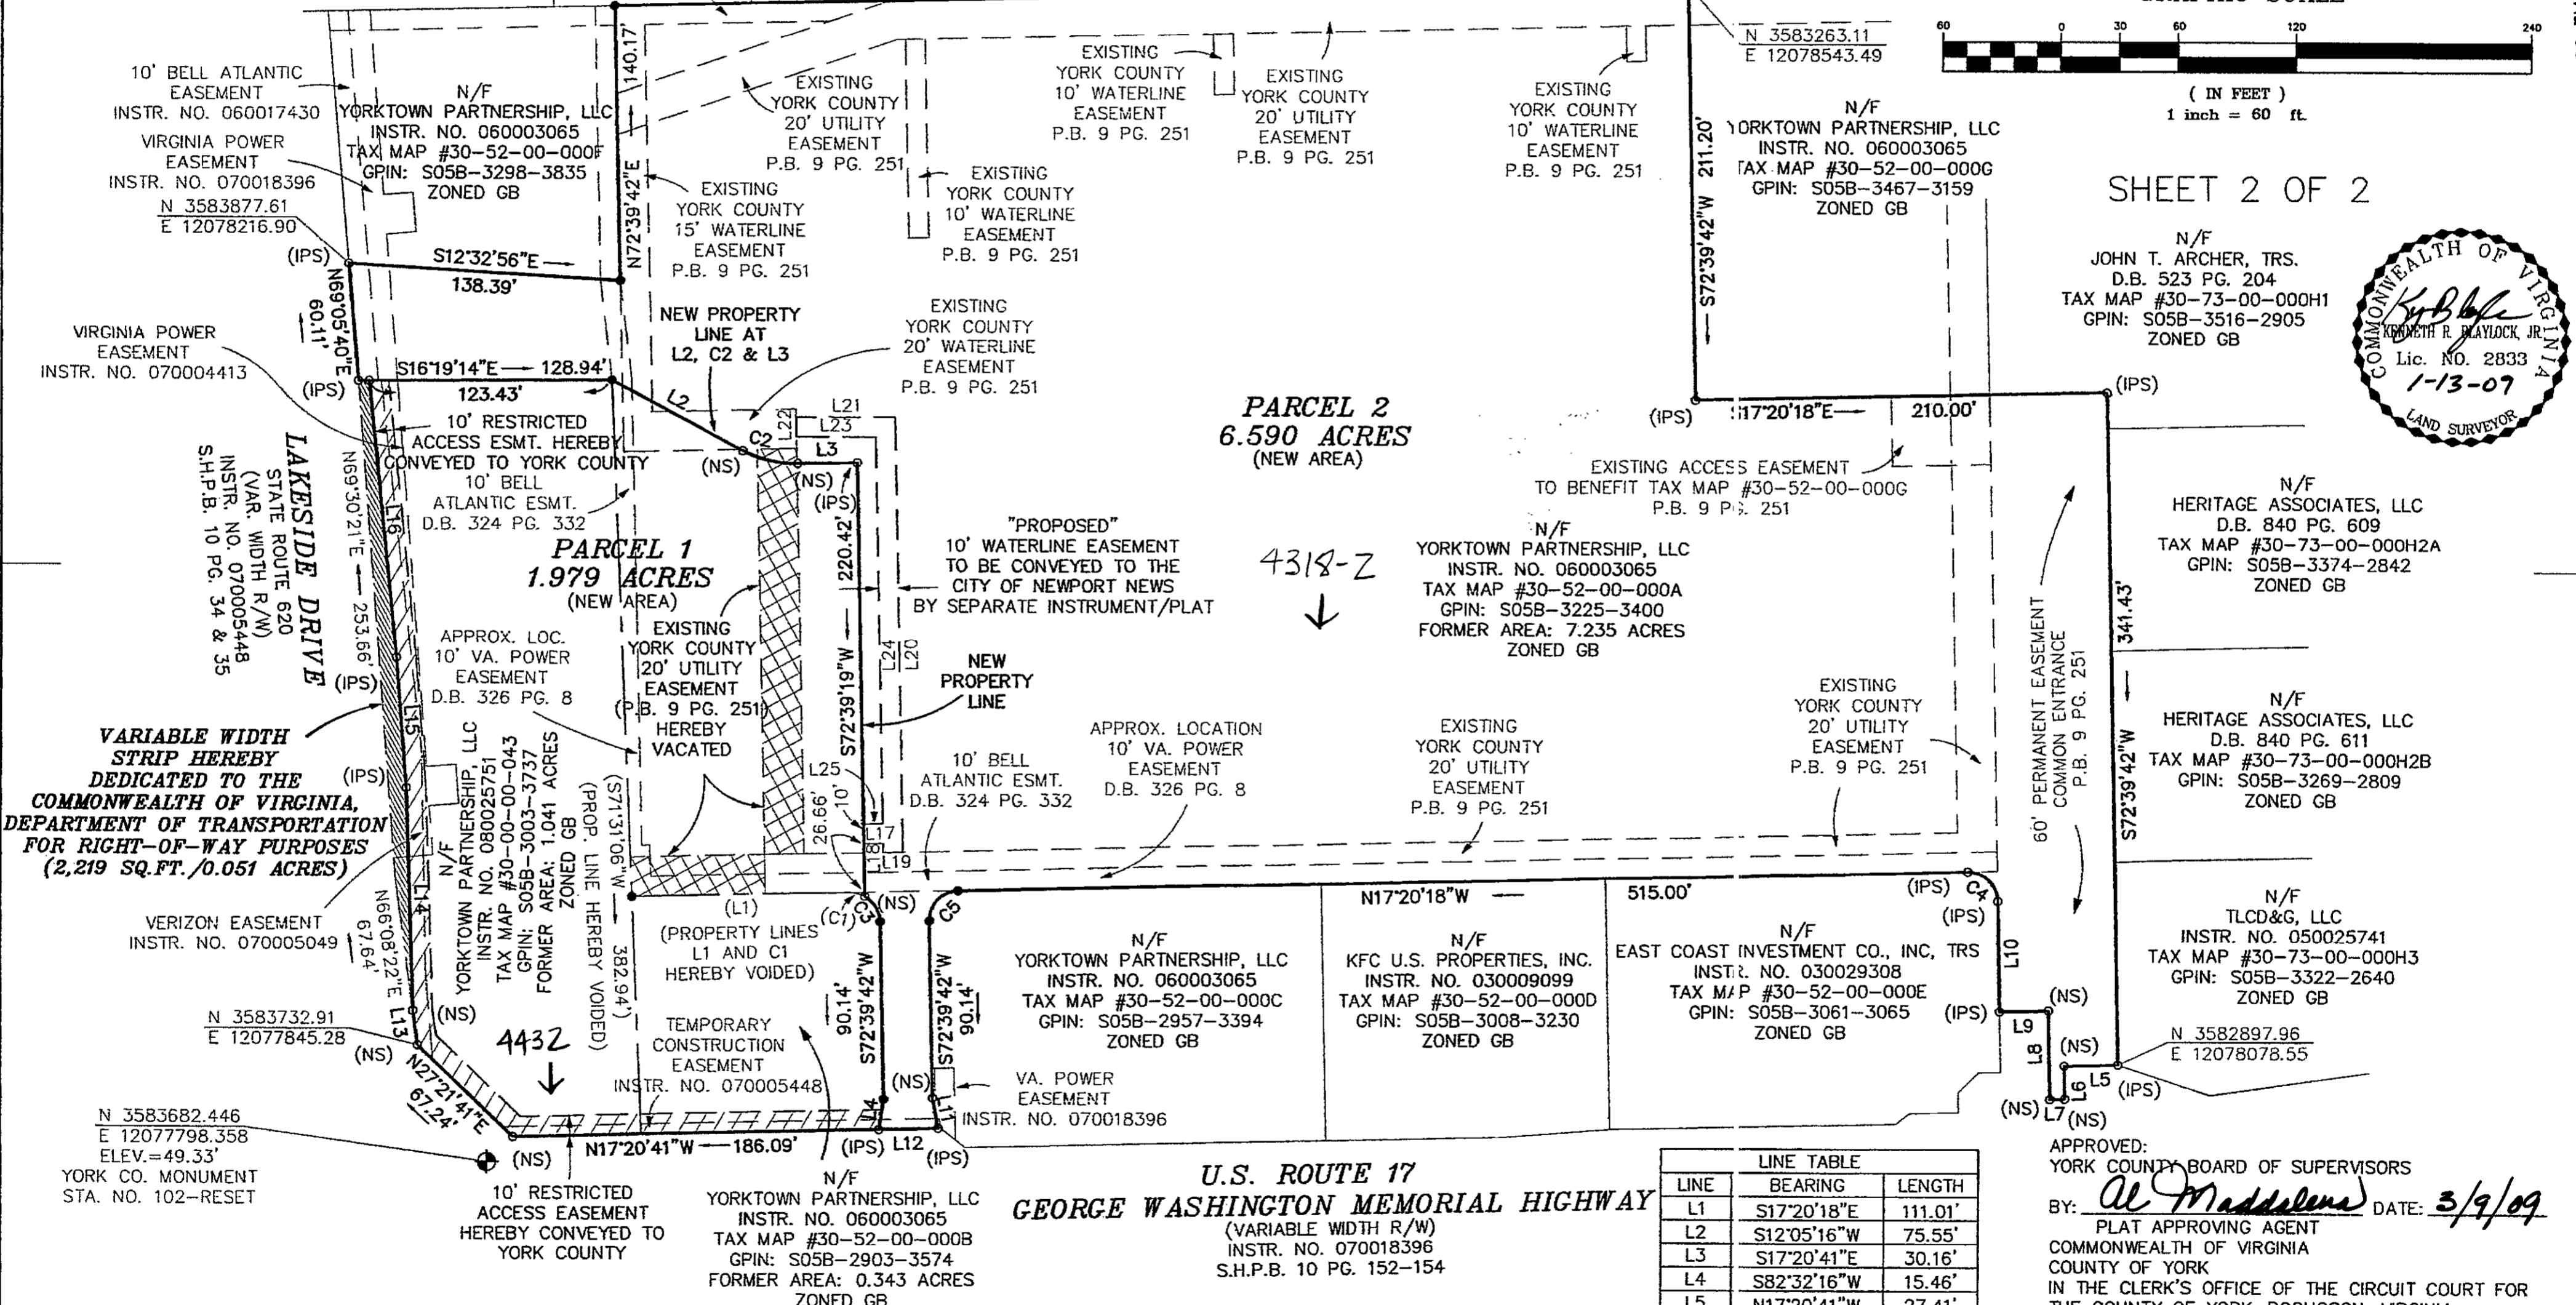 60 0 30 60 120 240
( IN FEET )
1 inch = 60 ft.
SHEET 2 OF 2
N 3583263.11
E 12078543.49
10' BELL ATLANTIC
EASEMENT
INSTR. NO. 060017430
VIRGINIA POWER
EASEMENT
INSTR. NO. 070018396
N 3583877.61
E 12078216.90
N/F
YORKTOWN PARTNERSHIP, LLC
INSTR. NO. 060003065
TAX MAP #30-52-00-000F
GPIN: S05B-3298-3835
ZONED GB
140.17'
N72°39'42"E
EXISTING
YORK COUNTY
20' UTILITY
EASEMENT
P.B. 9 PG. 251
EXISTING
YORK COUNTY
15' WATERLINE
EASEMENT
P.B. 9 PG. 251
EXISTING
YORK COUNTY
10' WATERLINE
EASEMENT
P.B. 9 PG. 251
EXISTING
YORK COUNTY
10' WATERLINE
EASEMENT
P.B. 9 PG. 251
EXISTING
YORK COUNTY
20' UTILITY
EASEMENT
P.B. 9 PG. 251
EXISTING
YORK COUNTY
10' WATERLINE
EASEMENT
P.B. 9 PG. 251
S72°39'42"W 211.20'
N/F
YORKTOWN PARTNERSHIP, LLC
INSTR. NO. 060003065
TAX MAP #30-52-00-000G
GPIN: S05B-3467-3159
ZONED GB
N/F
JOHN T. ARCHER, TRS.
D.B. 523 PG. 204
TAX MAP #30-73-00-000H1
GPIN: S05B-3516-2905
ZONED GB
COMMONWEALTH OF VIRGINIA
KENNETH R. BLAYLOCK, JR.
Lic. NO. 2833
1-13-09
LAND SURVEYOR
(IPS)
S12°32'56"E
138.39'
N69°05'40"E
60.11'
VIRGINIA POWER
EASEMENT
INSTR. NO. 070004413
(IPS)
S16°19'14"E 128.94'
123.43'
NEW PROPERTY
LINE AT
L2, C2 & L3
EXISTING
YORK COUNTY
20' WATERLINE
EASEMENT
P.B. 9 PG. 251
L2
C2
L22
L21
L23
L3
(NS)
(NS)
(IPS)
10' RESTRICTED
ACCESS ESMT. HEREBY
CONVEYED TO YORK COUNTY
10' BELL
ATLANTIC ESMT.
D.B. 324 PG. 332
PARCEL 2
6.590 ACRES
(NEW AREA)
(IPS)
S17°20'18"E 210.00'
(IPS)
EXISTING ACCESS EASEMENT
TO BENEFIT TAX MAP #30-52-00-000G
P.B. 9 PG. 251
LAKESIDE DRIVE
STATE ROUTE 620
(VAR. WIDTH R/W)
INSTR. NO. 070005448
S.H.P.B. 10 PG. 34 & 35
N69°30'21"E 253.66'
L16
(IPS)
L15
(IPS)
L14
PARCEL 1
1.979 ACRES
(NEW AREA)
220.42'
S72°39'19"W
"PROPOSED"
10' WATERLINE EASEMENT
TO BE CONVEYED TO THE
CITY OF NEWPORT NEWS
BY SEPARATE INSTRUMENT/PLAT
L24
L20
4318-Z
N/F
YORKTOWN PARTNERSHIP, LLC
INSTR. NO. 060003065
TAX MAP #30-52-00-000A
GPIN: S05B-3225-3400
FORMER AREA: 7.235 ACRES
ZONED GB
N/F
HERITAGE ASSOCIATES, LLC
D.B. 840 PG. 609
TAX MAP #30-73-00-000H2A
GPIN: S05B-3374-2842
ZONED GB
APPROX. LOC.
10' VA. POWER
EASEMENT
D.B. 326 PG. 8
EXISTING
YORK COUNTY
20' UTILITY
EASEMENT
(P.B. 9 PG. 251)
HEREBY
VACATED
NEW
PROPERTY
LINE
60' PERMANENT EASEMENT
COMMON ENTRANCE
P.B. 9 PG. 251
341.43'
S72°39'42"W
N/F
HERITAGE ASSOCIATES, LLC
D.B. 840 PG. 611
TAX MAP #30-73-00-000H2B
GPIN: S05B-3269-2809
ZONED GB
VARIABLE WIDTH
STRIP HEREBY
DEDICATED TO THE
COMMONWEALTH OF VIRGINIA,
DEPARTMENT OF TRANSPORTATION
FOR RIGHT-OF-WAY PURPOSES
(2,219 SQ.FT./0.051 ACRES)
N/F
YORKTOWN PARTNERSHIP, LLC
INSTR. NO. 080025751
TAX MAP #30-00-00-043
GPIN: S05B-3003-3737
FORMER AREA: 1.041 ACRES
ZONED GB
(S71°31'06"W 382.94')
(PROP. LINE HEREBY VOIDED)
L25
10'
26.66'
L17
L18
L19
10' BELL
ATLANTIC ESMT.
D.B. 324 PG. 332
APPROX. LOCATION
10' VA. POWER
EASEMENT
D.B. 326 PG. 8
EXISTING
YORK COUNTY
20' UTILITY
EASEMENT
P.B. 9 PG. 251
EXISTING
YORK COUNTY
20' UTILITY
EASEMENT
P.B. 9 PG. 251
VERIZON EASEMENT
INSTR. NO. 070005049
N66°08'22"E
67.64'
L13
(NS)
(L1)
(C1)
C3
(NS)
C5
(PROPERTY LINES
L1 AND C1
HEREBY VOIDED)
N17°20'18"W 515.00'
(IPS)
C4
(IPS)
L10
(IPS)
L9
(NS)
L8
(NS)
L6
L5
(IPS)
(NS)
L7
(NS)
N/F
TLCD&G, LLC
INSTR. NO. 050025741
TAX MAP #30-73-00-000H3
GPIN: S05B-3322-2640
ZONED GB
N 3582897.96
E 12078078.55
90.14'
S72°39'42"W
S72°39'42"W
90.14'
N/F
YORKTOWN PARTNERSHIP, LLC
INSTR. NO. 060003065
TAX MAP #30-52-00-000C
GPIN: S05B-2957-3394
ZONED GB
N/F
KFC U.S. PROPERTIES, INC.
INSTR. NO. 030009099
TAX MAP #30-52-00-000D
GPIN: S05B-3008-3230
ZONED GB
N/F
EAST COAST INVESTMENT CO., INC, TRS
INSTR. NO. 030029308
TAX MAP #30-52-00-000E
GPIN: S05B-3061-3065
ZONED GB
N 3583732.91
E 12077845.28
(NS)
N27°21'41"E
67.24'
4432
TEMPORARY
CONSTRUCTION
EASEMENT
INSTR. NO. 070005448
(NS)
L4
L11
VA. POWER
EASEMENT
INSTR. NO. 070018396
N 3583682.446
E 12077798.358
ELEV.=49.33'
YORK CO. MONUMENT
STA. NO. 102-RESET
(NS)
N17°20'41"W 186.09'
(IPS)
L12
(IPS)
10' RESTRICTED
ACCESS EASEMENT
HEREBY CONVEYED TO
YORK COUNTY
N/F
YORKTOWN PARTNERSHIP, LLC
INSTR. NO. 060003065
TAX MAP #30-52-00-000B
GPIN: S05B-2903-3574
FORMER AREA: 0.343 ACRES
ZONED GB
U.S. ROUTE 17
GEORGE WASHINGTON MEMORIAL HIGHWAY
(VARIABLE WIDTH R/W)
INSTR. NO. 070018396
S.H.P.B. 10 PG. 152-154
LINE TABLE
LINE BEARING LENGTH
L1 S17°20'18"E 111.01'
L2 S12°05'16"W 75.55'
L3 S17°20'41"E 30.16'
L4 S82°32'16"W 15.46'
L5 N17°20'41"W 27.41'
APPROVED:
YORK COUNTY BOARD OF SUPERVISORS
BY: Al Maddalena DATE: 3/9/09
PLAT APPROVING AGENT
COMMONWEALTH OF VIRGINIA
COUNTY OF YORK
IN THE CLERK'S OFFICE OF THE CIRCUIT COURT FOR